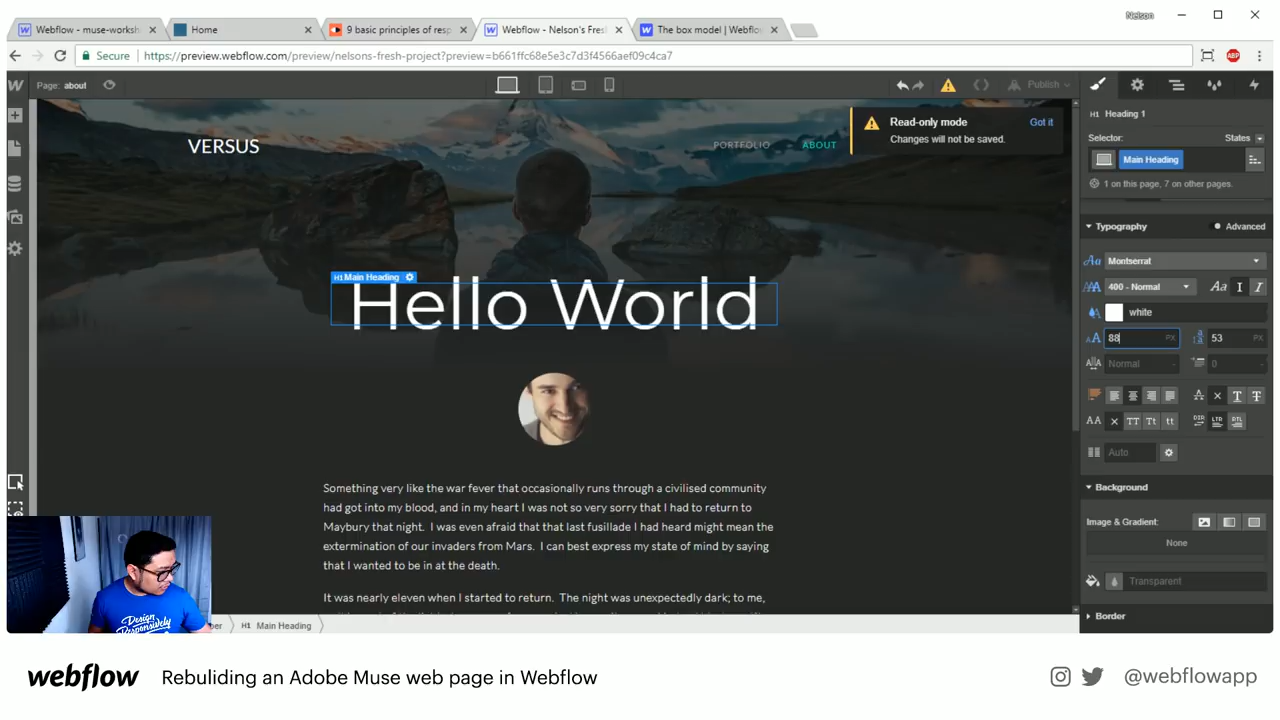 Nelson
Webflow - muse-worksh
Home
9 basic principles of resp
Webflow - Nelson's Fresh
The box model | Webflow
Secure
https://preview.webflow.com/preview/nelsons-fresh-project?preview=b661ffc68e5e3c7d3f4566aef09c4ca7
ABP
Page: about
Publish
VERSUS
PORTFOLIO
ABOUT
Read-only mode
Got it
Changes will not be saved.
H1 Main Heading
Hello World
Something very like the war fever that occasionally runs through a civilised community
had got into my blood, and in my heart I was not so very sorry that I had to return to
Maybury that night. I was even afraid that that last fusillade I had heard might mean the
extermination of our invaders from Mars. I can best express my state of mind by saying
that I wanted to be in at the death.
It was nearly eleven when I started to return. The night was unexpectedly dark; to me,
H1 Main Heading
H1 Heading 1
Selector:
States
Main Heading
1 on this page, 7 on other pages.
Typography
Advanced
Montserrat
400 - Normal
white
88
PX
53
PX
Normal
0
Auto
Background
Image & Gradient:
None
Transparent
Border
Design
Responsively
webflow
Rebuliding an Adobe Muse web page in Webflow
@webflowapp